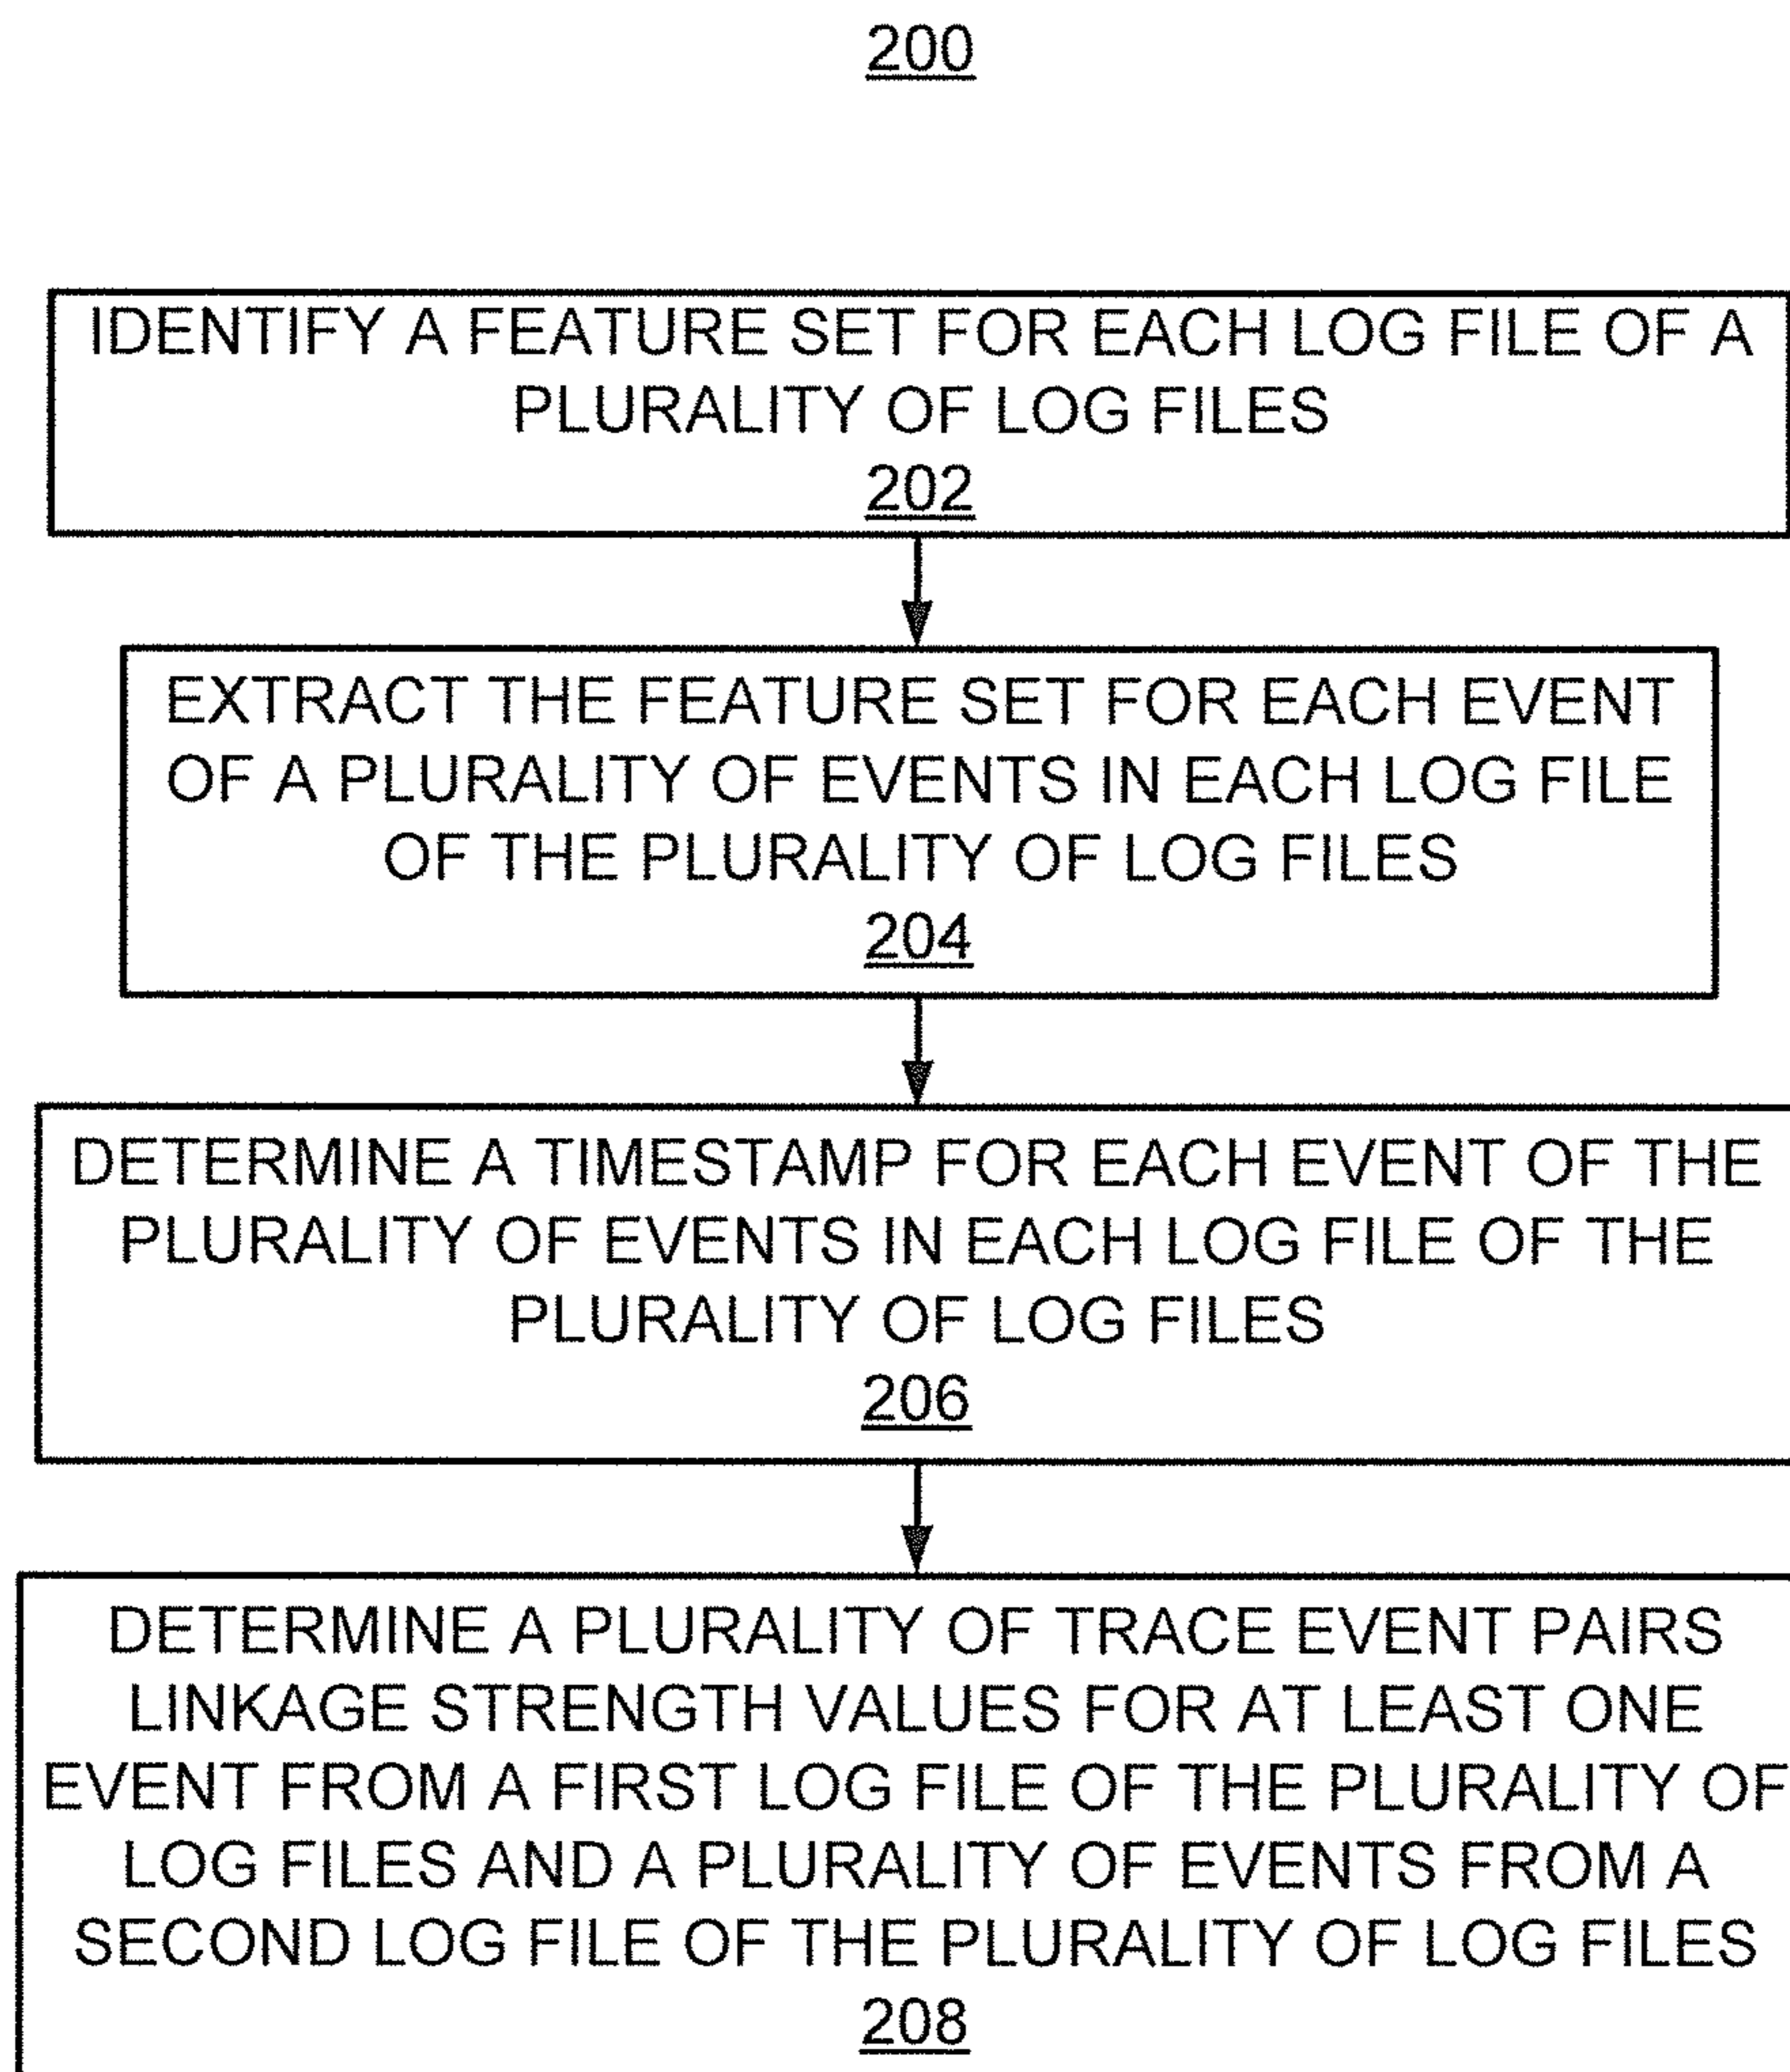 200
IDENTIFY A FEATURE SET FOR EACH LOG FILE OF A
PLURALITY OF LOG FILES
202
EXTRACT THE FEATURE SET FOR EACH EVENT
OF A PLURALITY OF EVENTS IN EACH LOG FILE
OF THE PLURALITY OF LOG FILES
204
DETERMINE A TIMESTAMP FOR EACH EVENT OF THE
PLURALITY OF EVENTS IN EACH LOG FILE OF THE
PLURALITY OF LOG FILES
206
DETERMINE A PLURALITY OF TRACE EVENT PAIRS
LINKAGE STRENGTH VALUES FOR AT LEAST ONE
EVENT FROM A FIRST LOG FILE OF THE PLURALITY OF
LOG FILES AND A PLURALITY OF EVENTS FROM A
SECOND LOG FILE OF THE PLURALITY OF LOG FILES
208